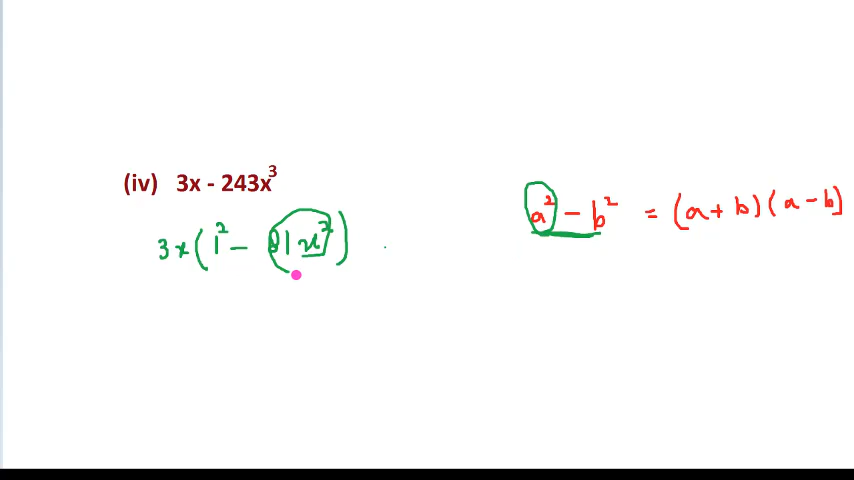 (iv) 3x - 243x³
3x(1² - 81x²)
a² - b² = (a+b)(a-b)